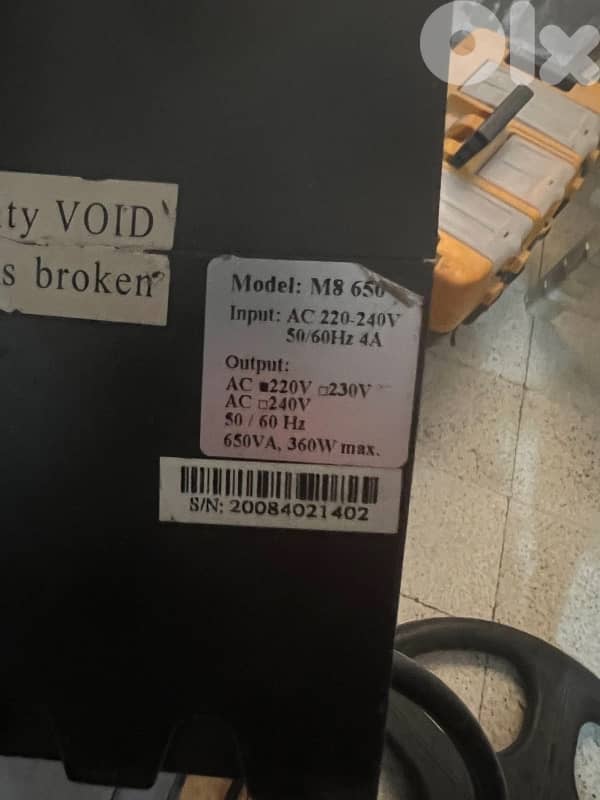 olx
ty VOID
s broken
Model: M8 650
Input: AC 220-240V
50/60Hz 4A
Output:
AC ■220V □230V
AC □240V
50 / 60 Hz
650VA, 360W max.
S/N: 20084021402